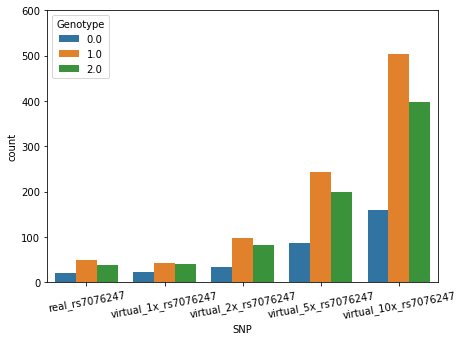 Genotype
0.0
1.0
2.0
600
500
400
300
200
100
0
count
real_rs7076247
virtual_1x_rs7076247
virtual_2x_rs7076247
virtual_5x_rs7076247
virtual_10x_rs7076247
SNP